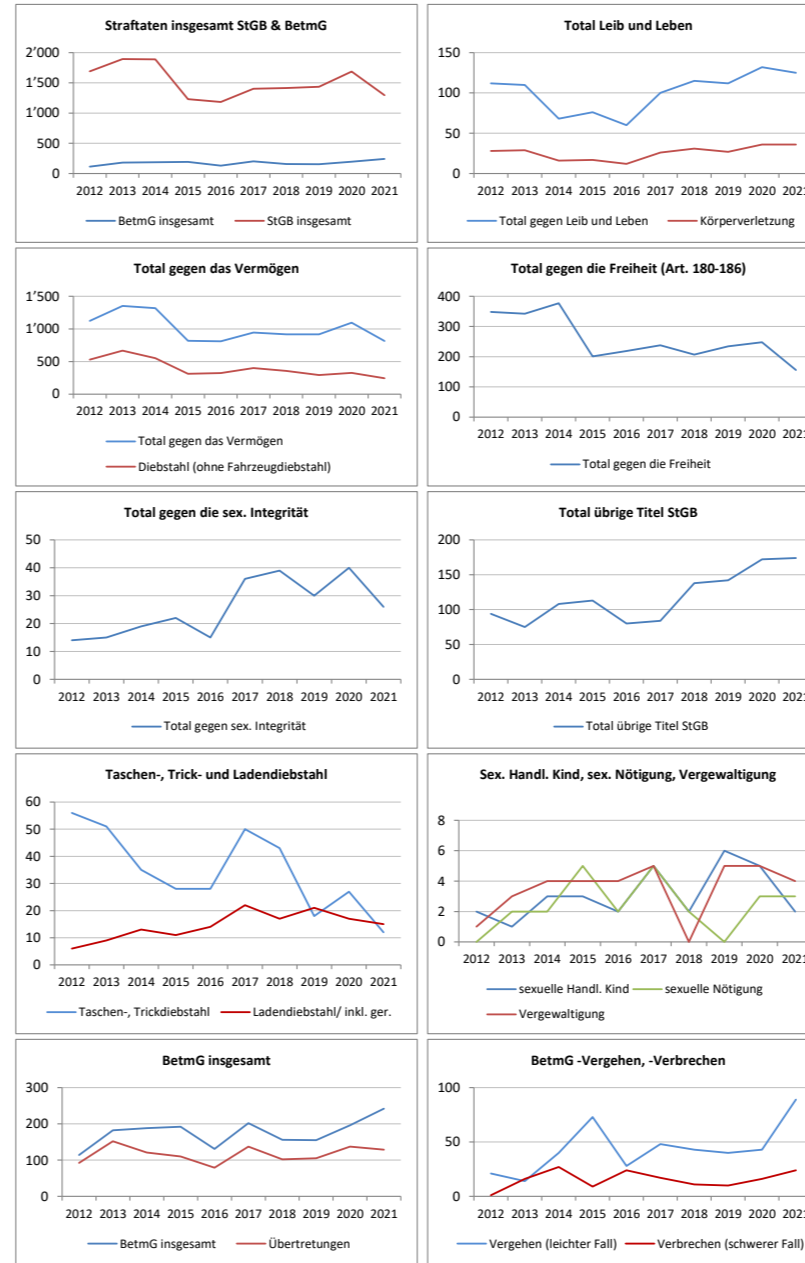 Straftaten insgesamt StGB & BetmG
2’000
1’500
1’000
500
0
2012 2013 2014 2015 2016 2017 2018 2019 2020 2021
BetmG insgesamt StGB insgesamt
Total Leib und Leben
150
100
50
0
2012 2013 2014 2015 2016 2017 2018 2019 2020 2021
Total gegen Leib und Leben Körperverletzung
Total gegen das Vermögen
1’500
1’000
500
0
2012 2013 2014 2015 2016 2017 2018 2019 2020 2021
Total gegen das Vermögen
Diebstahl (ohne Fahrzeugdiebstahl)
Total gegen die Freiheit (Art. 180-186)
400
300
200
100
0
2012 2013 2014 2015 2016 2017 2018 2019 2020 2021
Total gegen die Freiheit
Total gegen die sex. Integrität
50
40
30
20
10
0
2012 2013 2014 2015 2016 2017 2018 2019 2020 2021
Total gegen sex. Integrität
Total übrige Titel StGB
200
150
100
50
0
2012 2013 2014 2015 2016 2017 2018 2019 2020 2021
Total übrige Titel StGB
Taschen-, Trick- und Ladendiebstahl
60
50
40
30
20
10
0
2012 2013 2014 2015 2016 2017 2018 2019 2020 2021
Taschen-, Trickdiebstahl Ladendiebstahl/ inkl. ger.
Sex. Handl. Kind, sex. Nötigung, Vergewaltigung
8
6
4
2
0
2012 2013 2014 2015 2016 2017 2018 2019 2020 2021
sexuelle Handl. Kind sexuelle Nötigung
Vergewaltigung
BetmG insgesamt
300
200
100
0
2012 2013 2014 2015 2016 2017 2018 2019 2020 2021
BetmG insgesamt Übertretungen
BetmG -Vergehen, -Verbrechen
100
50
0
2012 2013 2014 2015 2016 2017 2018 2019 2020 2021
Vergehen (leichter Fall) Verbrechen (schwerer Fall)